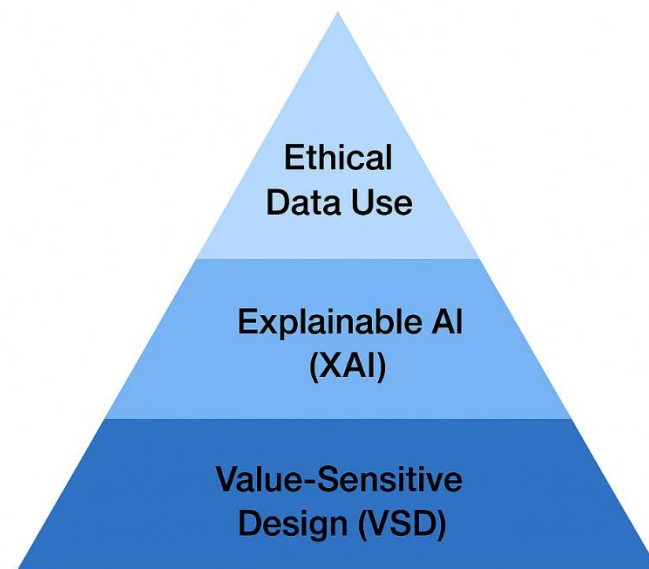 Ethical
Data Use
Explainable AI
(XAI)
Value-Sensitive
Design (VSD)